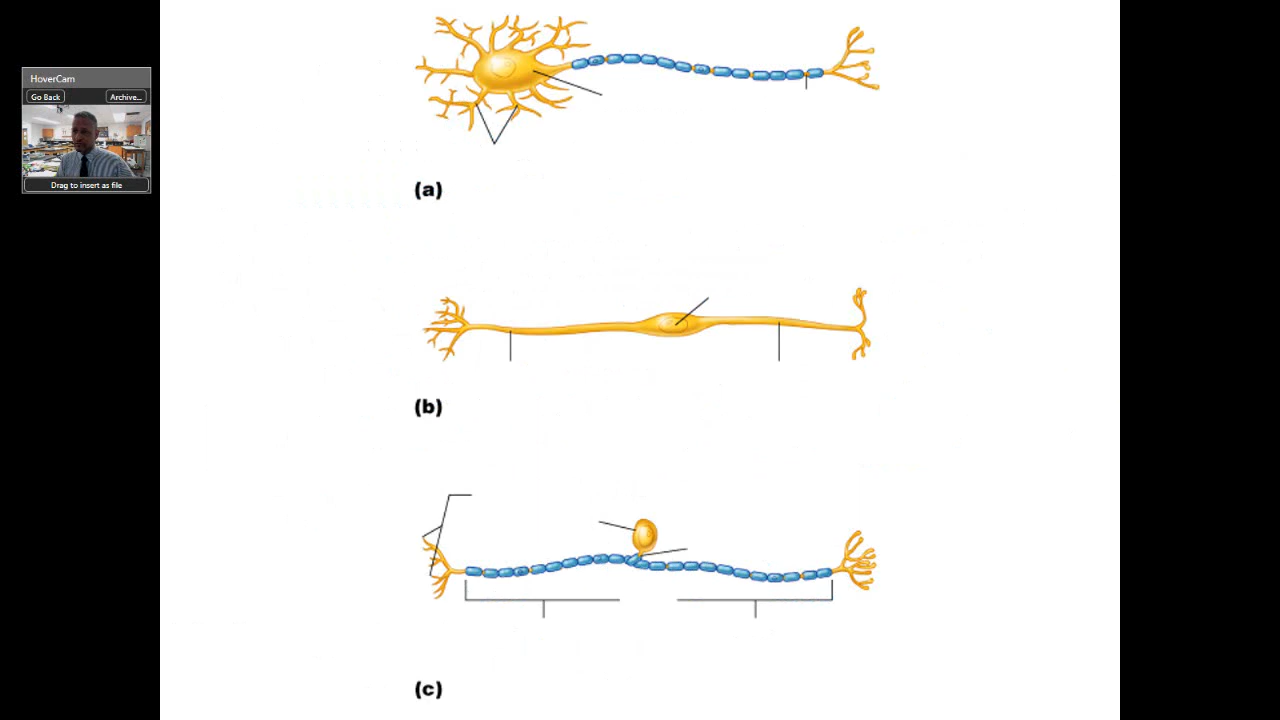 HoverCam
Go Back
Archive...
Drag to insert as file
(a)
(b)
(c)